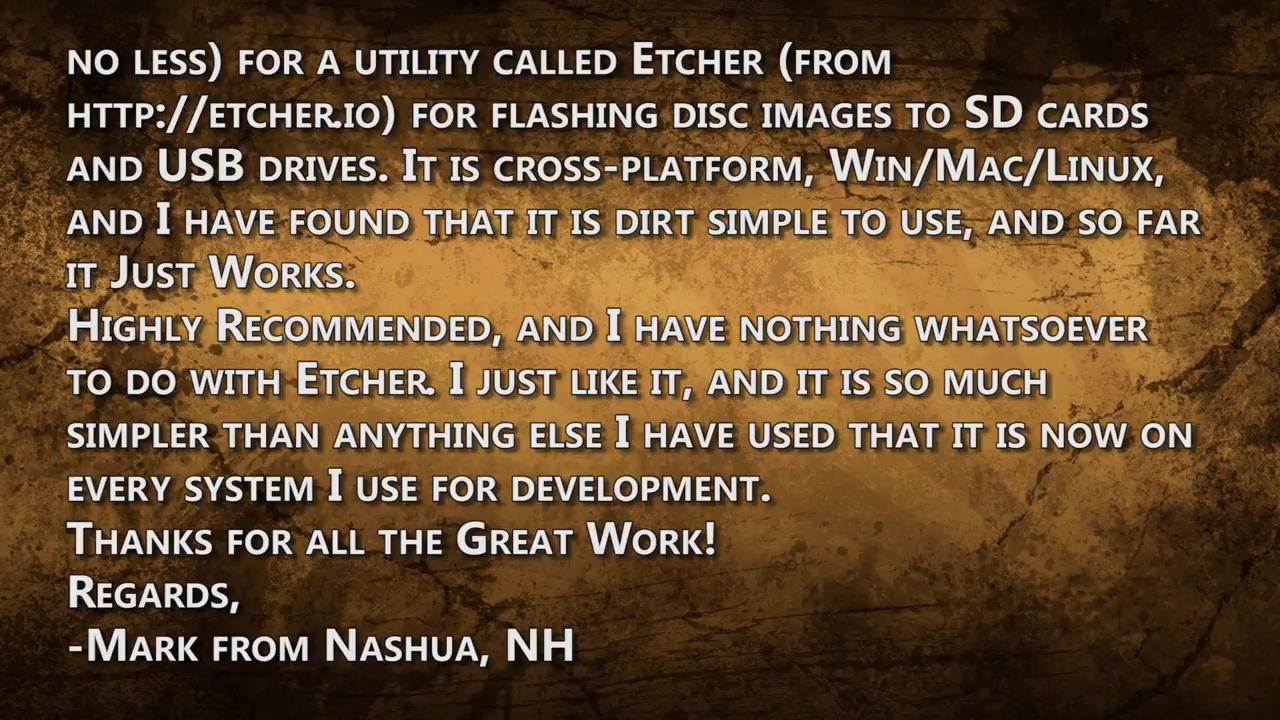 no less) for a utility called Etcher (from
http://etcher.io) for flashing disc images to SD cards
and USB drives. It is cross-platform, Win/Mac/Linux,
and I have found that it is dirt simple to use, and so far
it Just Works.
Highly Recommended, and I have nothing whatsoever
to do with Etcher. I just like it, and it is so much
simpler than anything else I have used that it is now on
every system I use for development.
Thanks for all the Great Work!
Regards,
-Mark from Nashua, NH